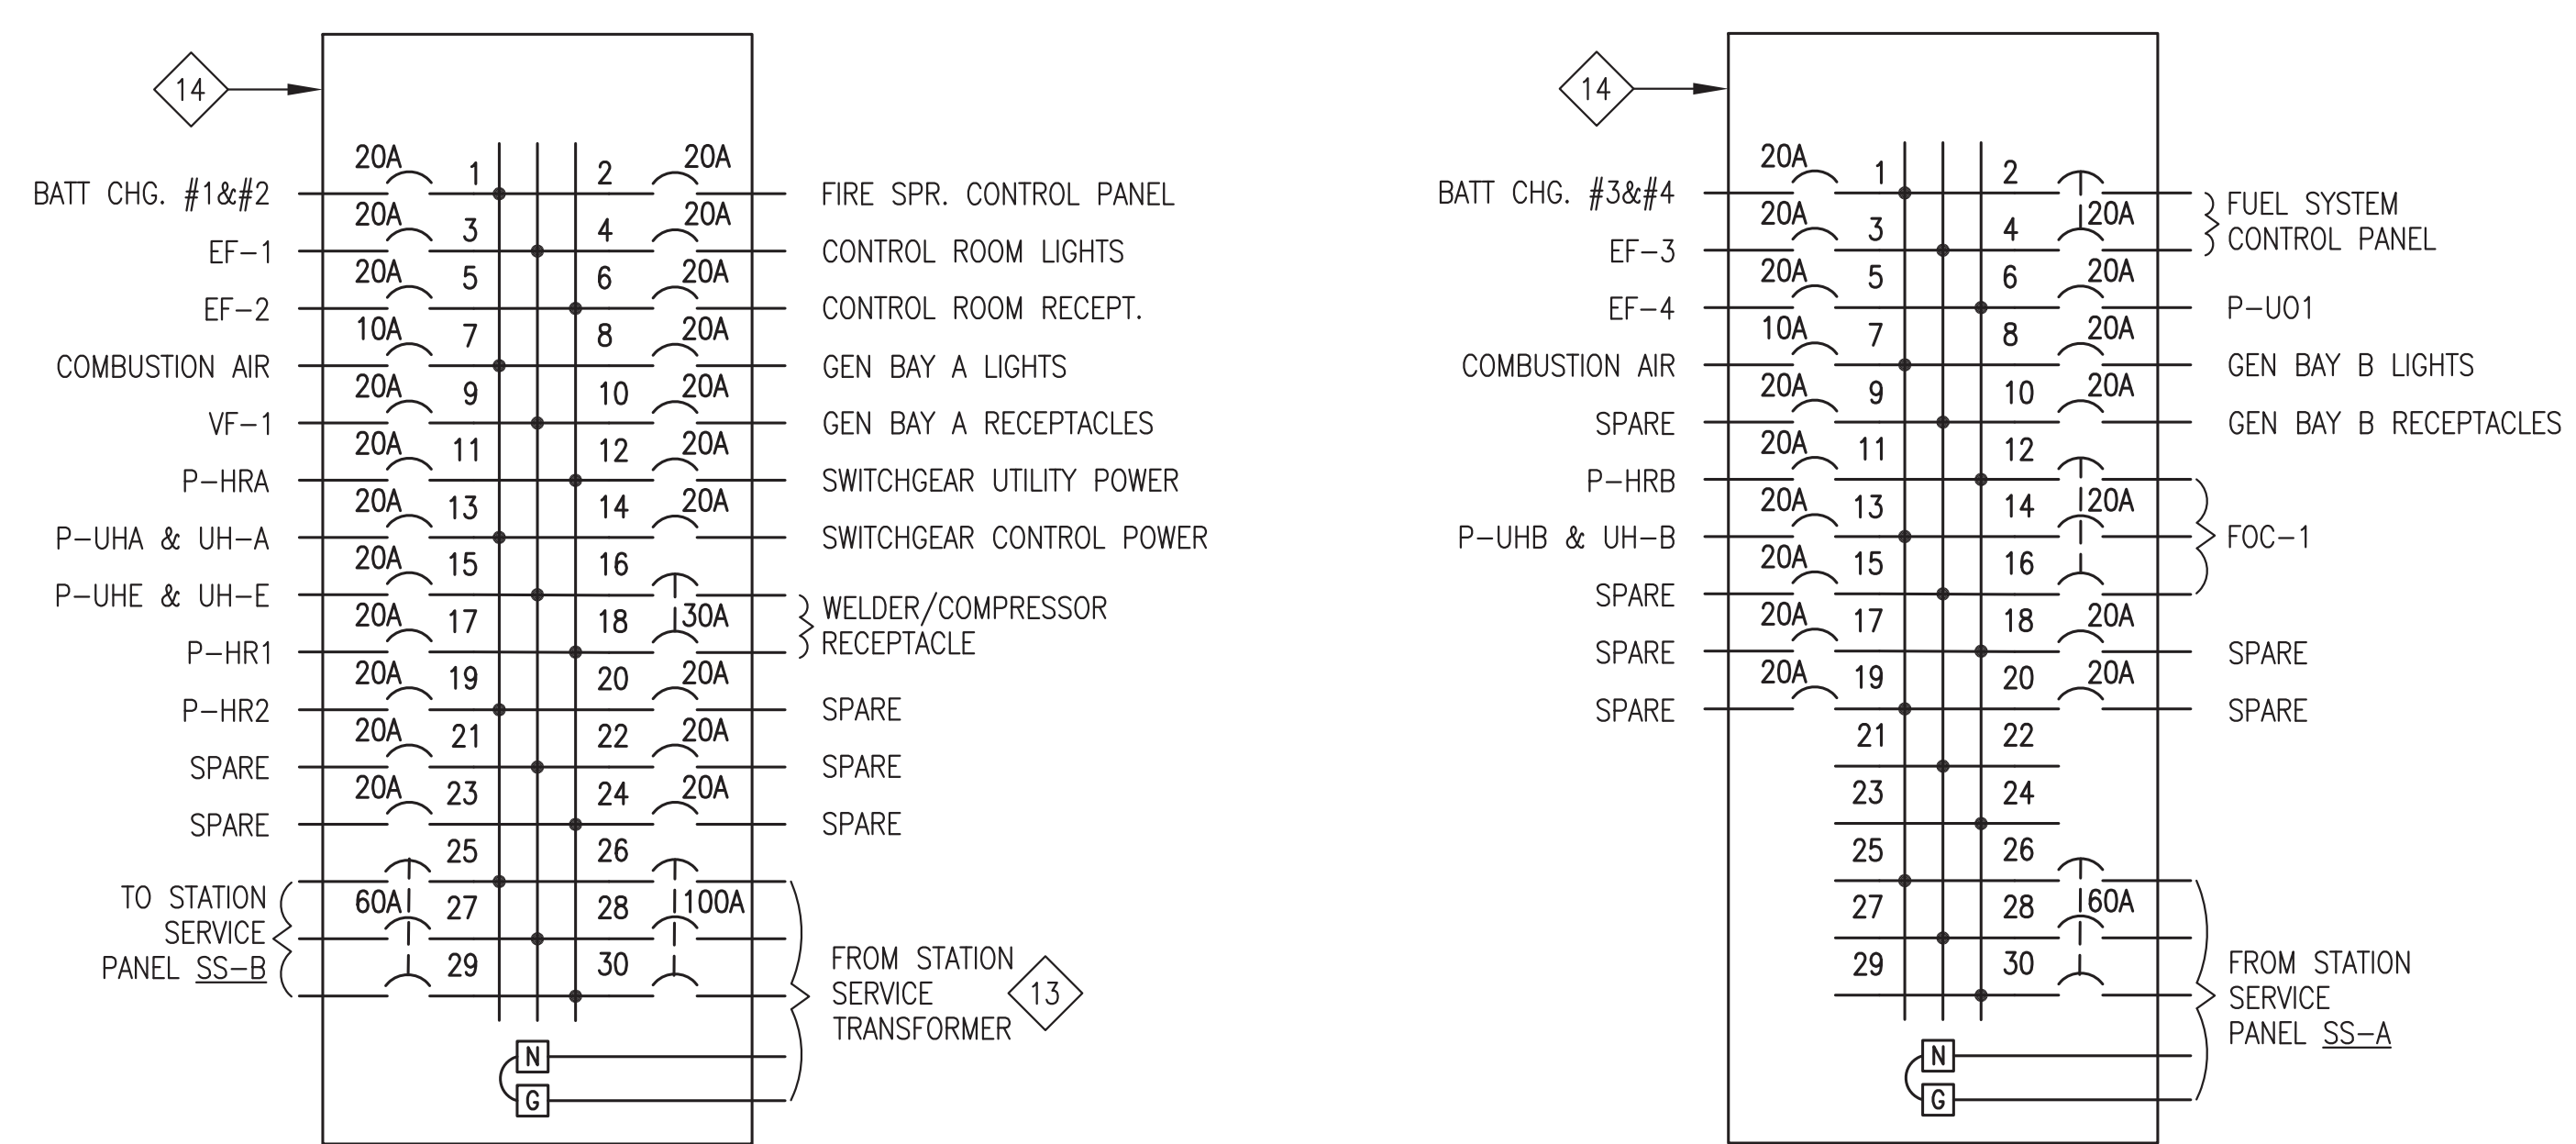 14
20A 1 2 20A
BATT CHG. #1&#2 FIRE SPR. CONTROL PANEL
20A 3 4 20A
EF-1 CONTROL ROOM LIGHTS
20A 5 6 20A
EF-2 CONTROL ROOM RECEPT.
10A 7 8 20A
COMBUSTION AIR GEN BAY A LIGHTS
20A 9 10 20A
VF-1 GEN BAY A RECEPTACLES
20A 11 12 20A
P-HRA SWITCHGEAR UTILITY POWER
20A 13 14 20A
P-UHA & UH-A SWITCHGEAR CONTROL POWER
20A 15 16
P-UHE & UH-E WELDER/COMPRESSOR
20A 17 18 30A
P-HR1 RECEPTACLE
20A 19 20 20A
P-HR2 SPARE
20A 21 22 20A
SPARE SPARE
20A 23 24 20A
SPARE SPARE
25 26
TO STATION 60A 27 28 100A
SERVICE
PANEL SS-B 29 30
FROM STATION
SERVICE 13
TRANSFORMER
N
G
14
20A 1 2
BATT CHG. #3&#4 FUEL SYSTEM
20A 3 4 20A
EF-3 CONTROL PANEL
20A 5 6 20A
EF-4 P-UO1
10A 7 8 20A
COMBUSTION AIR GEN BAY B LIGHTS
20A 9 10 20A
SPARE GEN BAY B RECEPTACLES
20A 11 12
P-HRB
20A 13 14 20A
P-UHB & UH-B FOC-1
20A 15 16
SPARE
20A 17 18 20A
SPARE SPARE
20A 19 20 20A
SPARE SPARE
21 22
23 24
25 26
27 28 60A
29 30
FROM STATION
SERVICE
PANEL SS-A
N
G